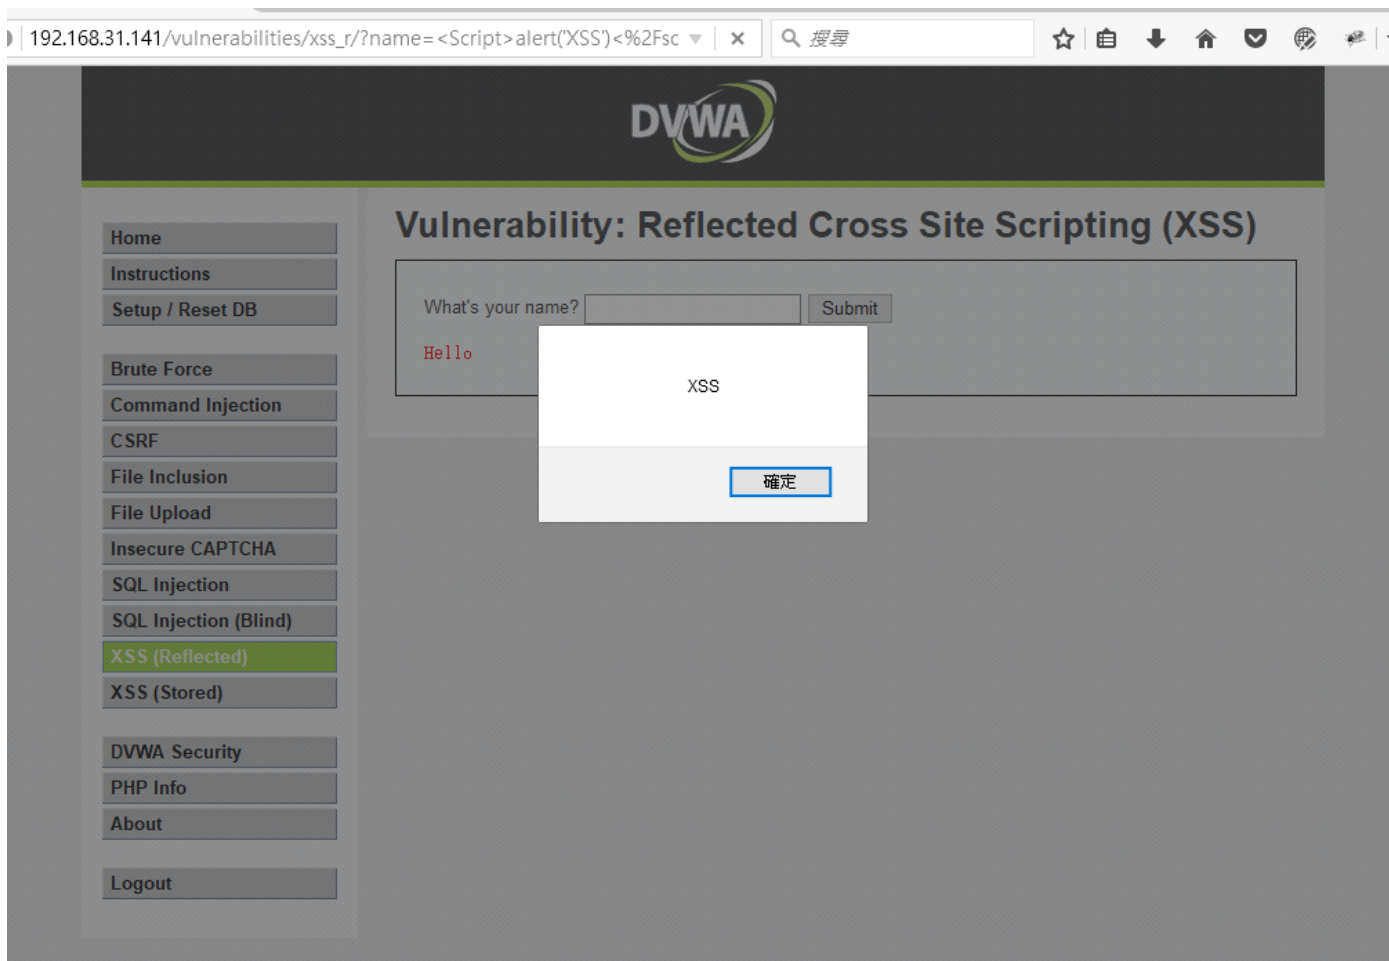 192.168.31.141/vulnerabilities/xss_r/?name=<Script>alert('XSS')<%2Fsc
搜尋
DVWA
Home
Instructions
Setup / Reset DB
Brute Force
Command Injection
CSRF
File Inclusion
File Upload
Insecure CAPTCHA
SQL Injection
SQL Injection (Blind)
XSS (Reflected)
XSS (Stored)
DVWA Security
PHP Info
About
Logout
Vulnerability: Reflected Cross Site Scripting (XSS)
What's your name? Submit
Hello
XSS
確定